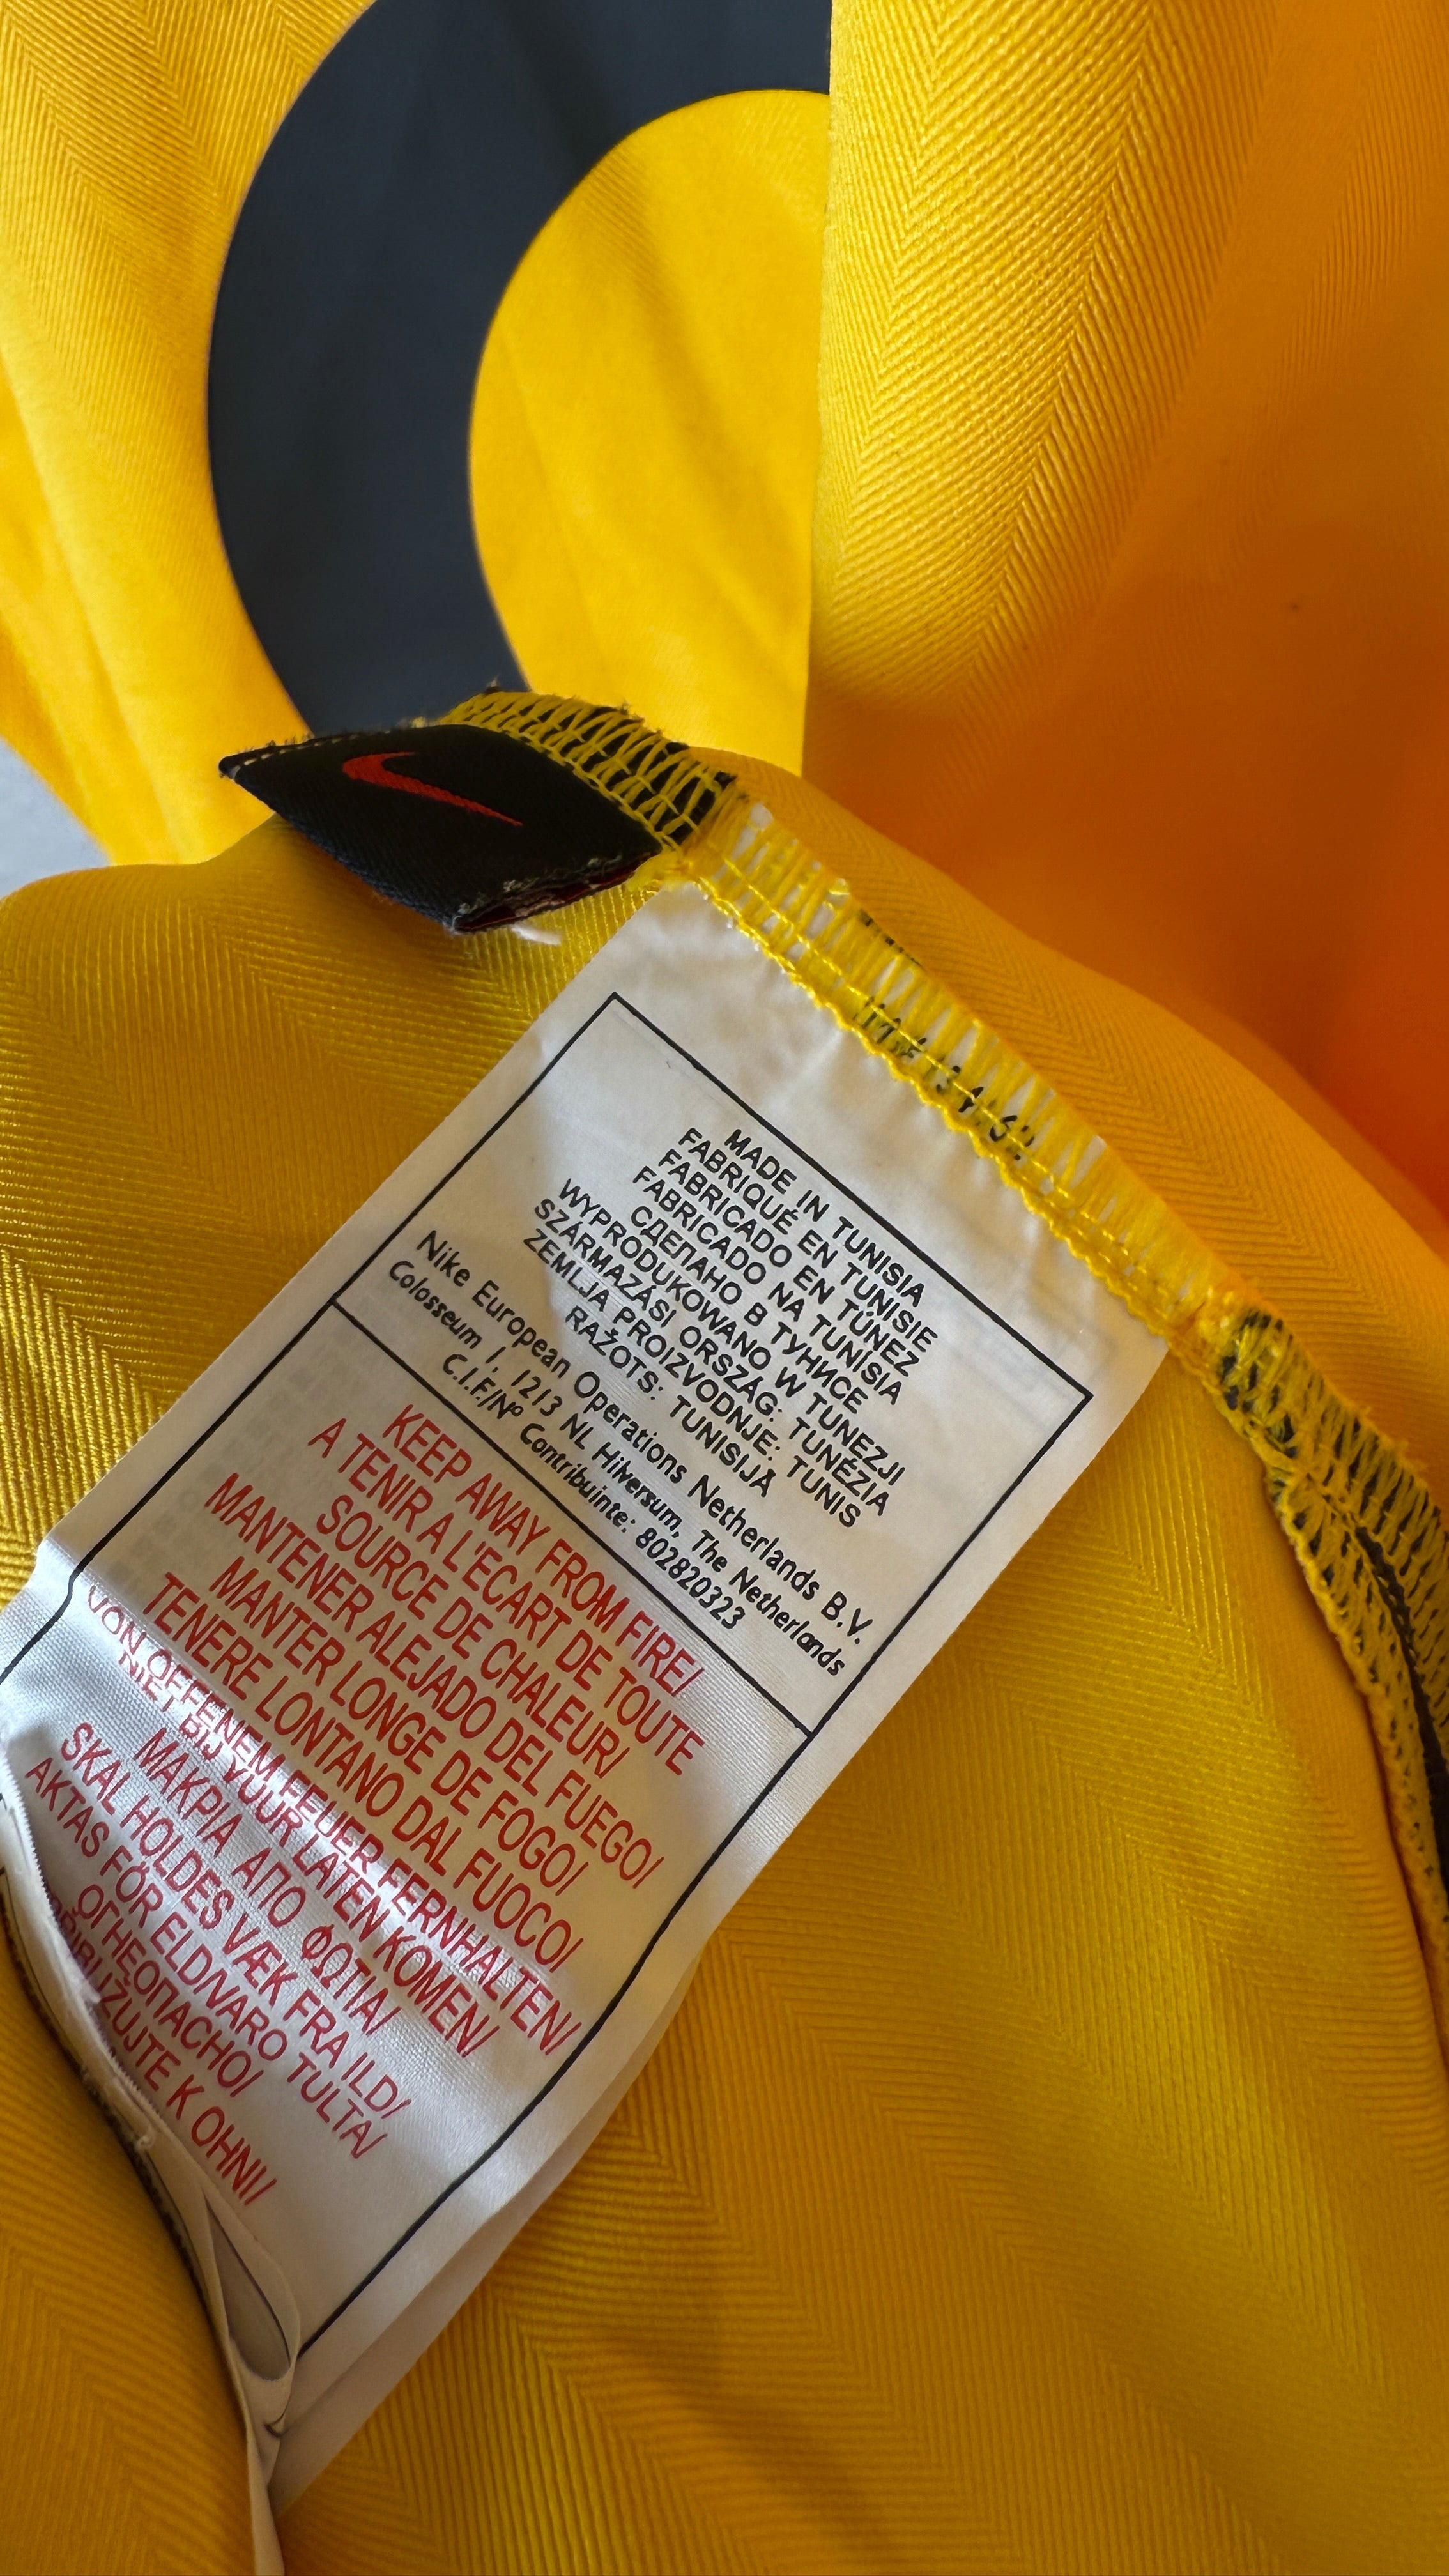 MADE IN TUNISIA
FABRIQUÉ EN TUNISIE
FABRICADO EN TÚNEZ
FABRICADO NA TUNISIA
СДЕПАНО В ТУНИСЕ
WYPRODUKOWANO W TUNEZJI
SZÁRMAZÁSI ORSZÁG: TUNÉZIA
ZEMLJA PROIZVODNJE: TUNIS
RAŽOTS: TUNISIJĀ
Nike European Operations Netherlands B.V.
Colosseum 1, 1213 NL Hilversum, The Netherlands
C.I.F./Nº Contribuinte: 802820323
KEEP AWAY FROM FIRE/
A TENIR A L'ECART DE TOUTE
SOURCE DE CHALEUR/
MANTENER ALEJADO DEL FUEGO/
MANTER LONGE DE FOGO/
TENERE LONTANO DAL FUOCO/
VON OFFENEM FEUER FERNHALTEN/
NIET BIJ VUUR LATEN KOMEN/
ΜΑΚΡΙΑ ΑΠΟ ΦΩΤΙΑ/
SKAL HOLDES VÆK FRA ILD/
AKTAS FÖR ELD/VARO TULTA/
ОГНЕОПАСНО/
K OHNI/